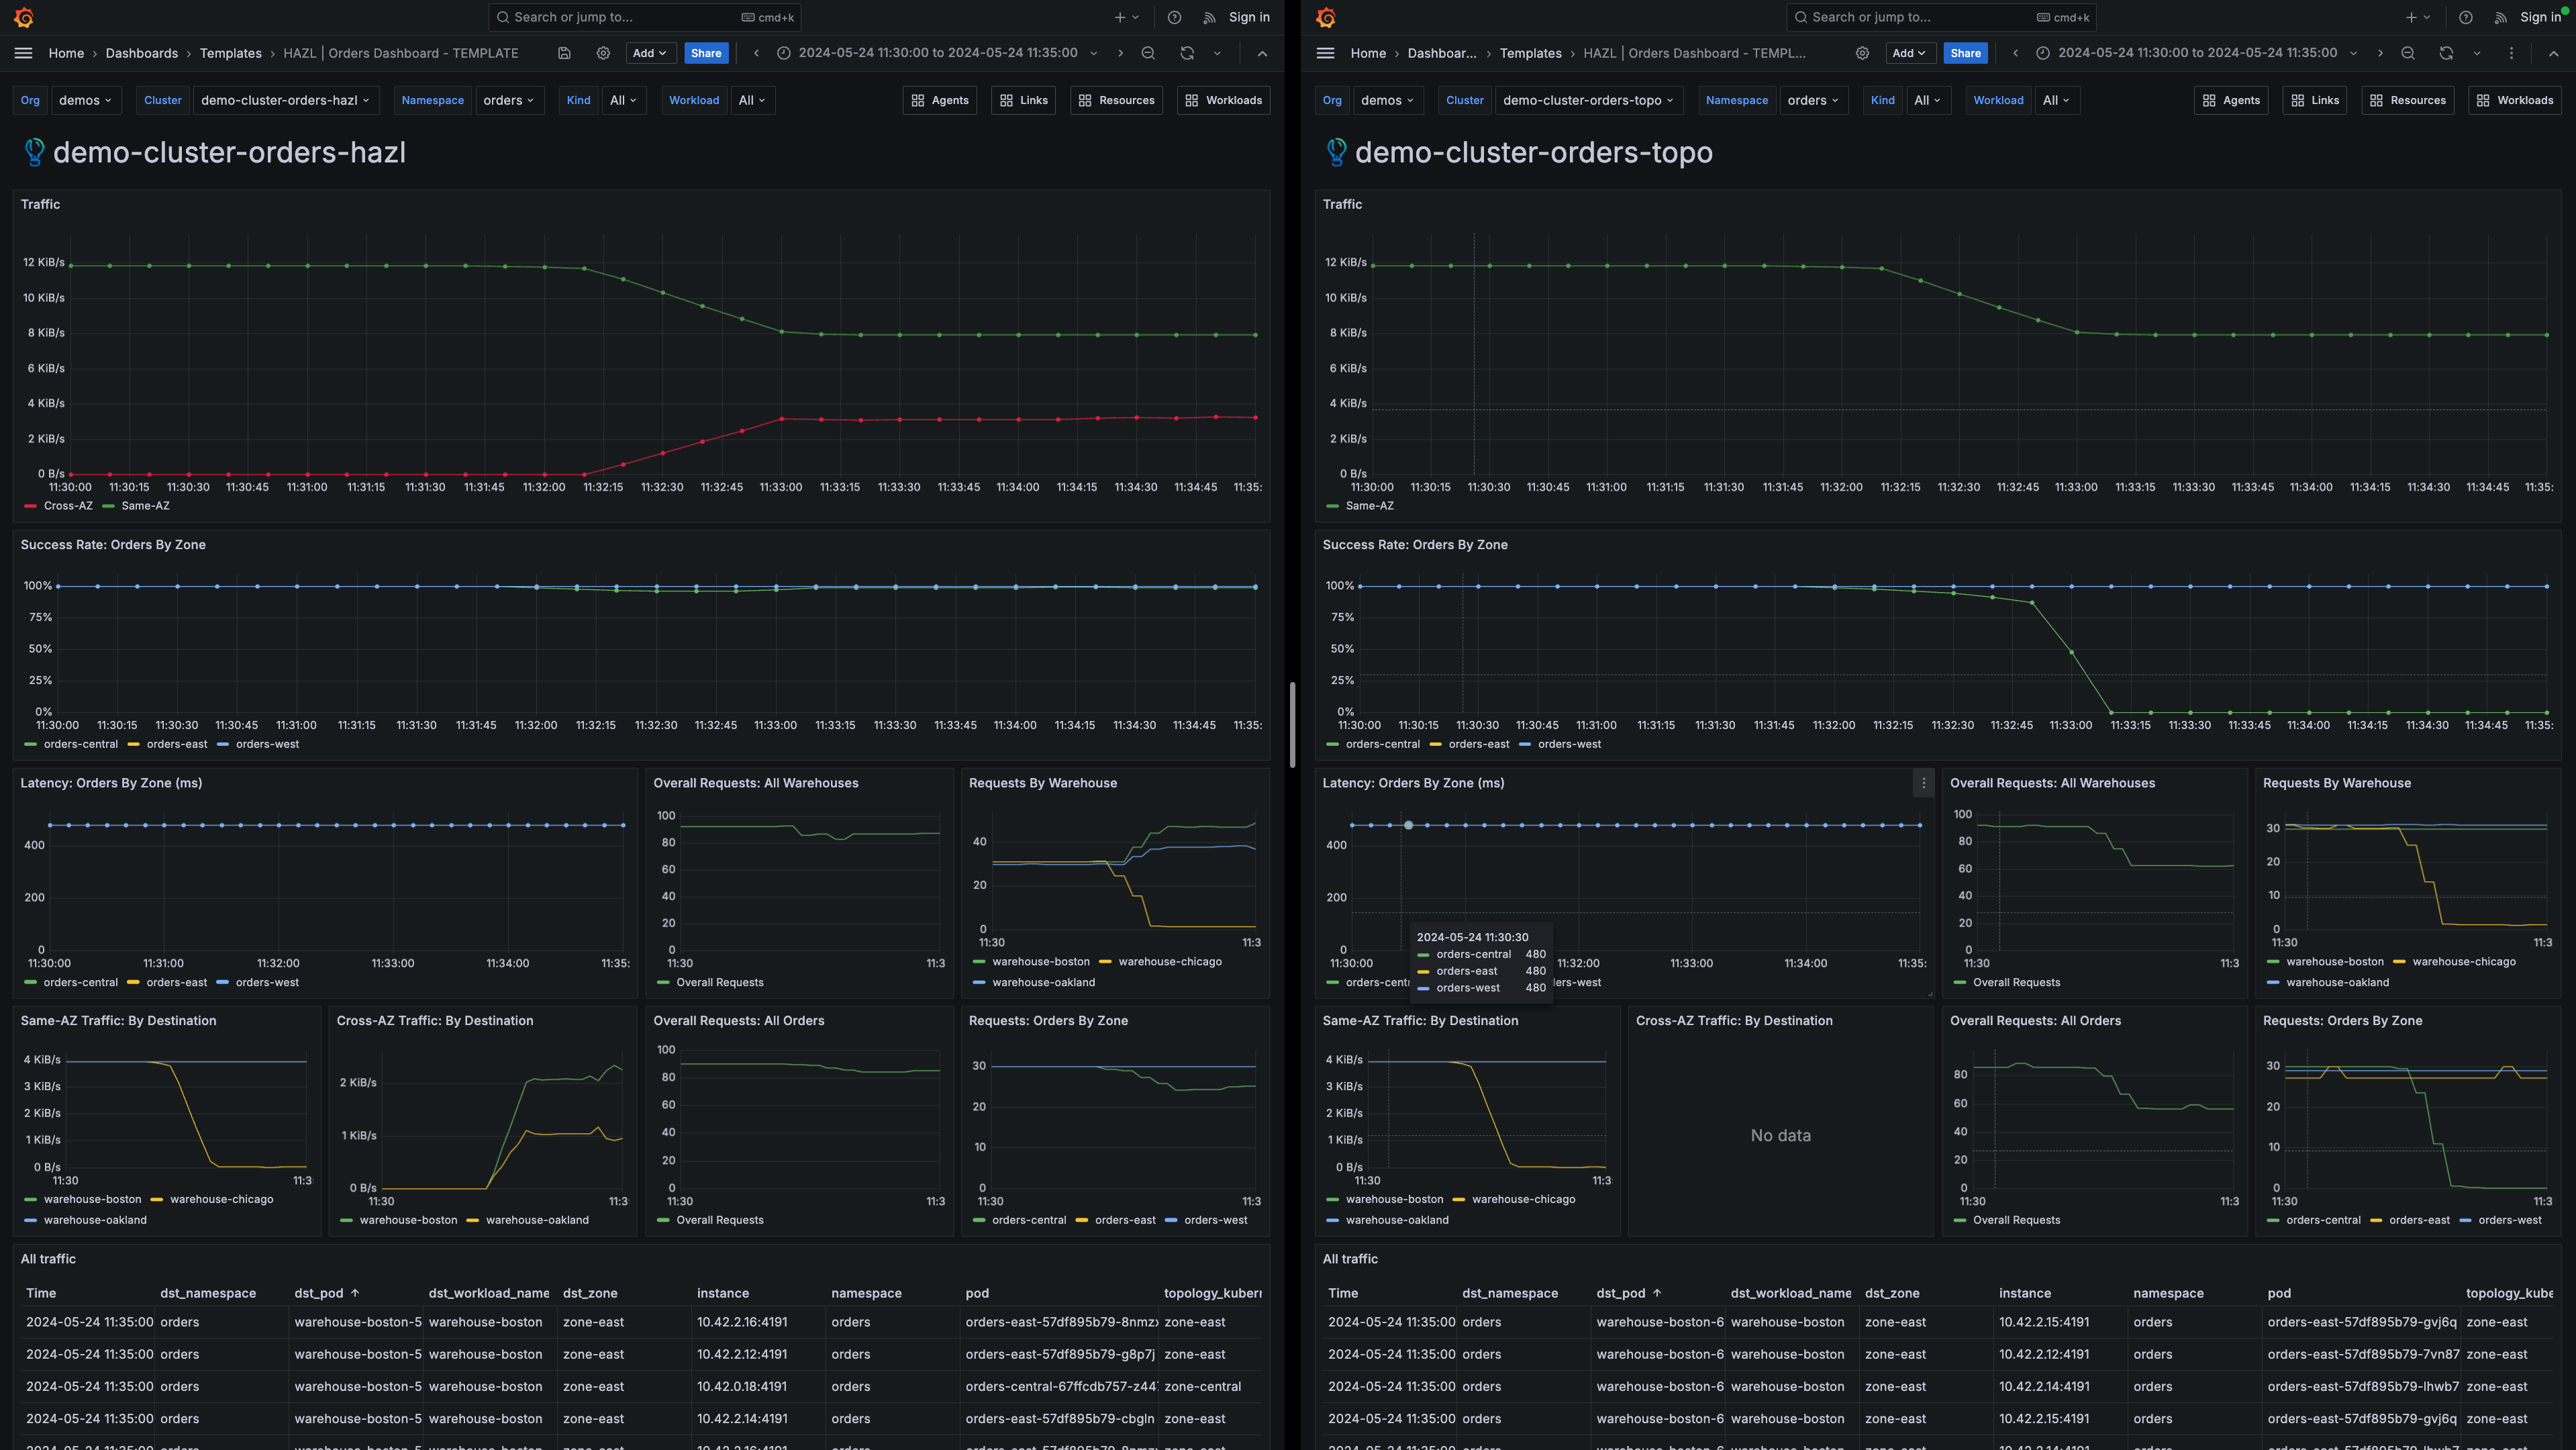 Search or jump to...
cmd+k
Sign in
Home › Dashboards › Templates › HAZL | Orders Dashboard - TEMPLATE
Add
Share
2024-05-24 11:30:00 to 2024-05-24 11:35:00
Org demos Cluster demo-cluster-orders-hazl Namespace orders Kind All Workload All
Agents Links Resources Workloads
demo-cluster-orders-hazl
Traffic
12 KiB/s
10 KiB/s
8 KiB/s
6 KiB/s
4 KiB/s
2 KiB/s
0 B/s
11:30:00 11:30:15 11:30:30 11:30:45 11:31:00 11:31:15 11:31:30 11:31:45 11:32:00 11:32:15 11:32:30 11:32:45 11:33:00 11:33:15 11:33:30 11:33:45 11:34:00 11:34:15 11:34:30 11:34:45 11:35:
Cross-AZ Same-AZ
Success Rate: Orders By Zone
100%
75%
50%
25%
0%
11:30:00 11:30:15 11:30:30 11:30:45 11:31:00 11:31:15 11:31:30 11:31:45 11:32:00 11:32:15 11:32:30 11:32:45 11:33:00 11:33:15 11:33:30 11:33:45 11:34:00 11:34:15 11:34:30 11:34:45 11:35:
orders-central orders-east orders-west
Latency: Orders By Zone (ms)
400
200
0
11:30:00 11:31:00 11:32:00 11:33:00 11:34:00 11:35:
orders-central orders-east orders-west
Overall Requests: All Warehouses
100
80
60
40
20
0
11:30 11:3
Overall Requests
Requests By Warehouse
40
20
0
11:30 11:3
warehouse-boston warehouse-chicago
warehouse-oakland
Same-AZ Traffic: By Destination
4 KiB/s
3 KiB/s
2 KiB/s
1 KiB/s
0 B/s
11:30 11:3
warehouse-boston warehouse-chicago
warehouse-oakland
Cross-AZ Traffic: By Destination
2 KiB/s
1 KiB/s
0 B/s
11:30 11:3
warehouse-boston warehouse-oakland
Overall Requests: All Orders
100
80
60
40
20
0
11:30 11:3
Overall Requests
Requests: Orders By Zone
30
20
10
0
11:30 11:3
orders-central orders-east orders-west
All traffic
Time dst_namespace dst_pod dst_workload_name dst_zone instance namespace pod topology_kuber
2024-05-24 11:35:00 orders warehouse-boston-5 warehouse-boston zone-east 10.42.2.16:4191 orders orders-east-57df895b79-8nmzx zone-east
2024-05-24 11:35:00 orders warehouse-boston-5 warehouse-boston zone-east 10.42.2.12:4191 orders orders-east-57df895b79-g8p7j zone-east
2024-05-24 11:35:00 orders warehouse-boston-5 warehouse-boston zone-east 10.42.0.18:4191 orders orders-central-67ffcdb757-z44 zone-central
2024-05-24 11:35:00 orders warehouse-boston-5 warehouse-boston zone-east 10.42.2.14:4191 orders orders-east-57df895b79-cbgln zone-east
Search or jump to...
cmd+k
Sign in
Home › Dashboar... › Templates › HAZL | Orders Dashboard - TEMPL...
Add
Share
2024-05-24 11:30:00 to 2024-05-24 11:35:00
Org demos Cluster demo-cluster-orders-topo Namespace orders Kind All Workload All
Agents Links Resources Workloads
demo-cluster-orders-topo
Traffic
12 KiB/s
10 KiB/s
8 KiB/s
6 KiB/s
4 KiB/s
2 KiB/s
0 B/s
11:30:00 11:30:15 11:30:30 11:30:45 11:31:00 11:31:15 11:31:30 11:31:45 11:32:00 11:32:15 11:32:30 11:32:45 11:33:00 11:33:15 11:33:30 11:33:45 11:34:00 11:34:15 11:34:30 11:34:45 11:35:
Same-AZ
Success Rate: Orders By Zone
100%
75%
50%
25%
0%
11:30:00 11:30:15 11:30:30 11:30:45 11:31:00 11:31:15 11:31:30 11:31:45 11:32:00 11:32:15 11:32:30 11:32:45 11:33:00 11:33:15 11:33:30 11:33:45 11:34:00 11:34:15 11:34:30 11:34:45 11:35:
orders-central orders-east orders-west
Latency: Orders By Zone (ms)
400
200
0
11:30:00 11:32:00 11:33:00 11:34:00 11:35:
2024-05-24 11:30:30
orders-central 480
orders-east 480
orders-west 480
Overall Requests: All Warehouses
100
80
60
40
20
0
11:30 11:3
Overall Requests
Requests By Warehouse
30
20
10
0
11:30 11:3
warehouse-boston warehouse-chicago
warehouse-oakland
Same-AZ Traffic: By Destination
4 KiB/s
3 KiB/s
2 KiB/s
1 KiB/s
0 B/s
11:30 11:3
warehouse-boston warehouse-chicago
warehouse-oakland
Cross-AZ Traffic: By Destination
No data
Overall Requests: All Orders
80
60
40
20
0
11:30 11:3
Overall Requests
Requests: Orders By Zone
30
20
10
0
11:30 11:3
orders-central orders-east orders-west
All traffic
Time dst_namespace dst_pod dst_workload_name dst_zone instance namespace pod topology_kube
2024-05-24 11:35:00 orders warehouse-boston-6 warehouse-boston zone-east 10.42.2.15:4191 orders orders-east-57df895b79-gvj6q zone-east
2024-05-24 11:35:00 orders warehouse-boston-6 warehouse-boston zone-east 10.42.2.12:4191 orders orders-east-57df895b79-7vn87 zone-east
2024-05-24 11:35:00 orders warehouse-boston-6 warehouse-boston zone-east 10.42.2.14:4191 orders orders-east-57df895b79-lhwb7 zone-east
2024-05-24 11:35:00 orders warehouse-boston-6 warehouse-boston zone-east 10.42.2.15:4191 orders orders-east-57df895b79-gvj6q zone-east